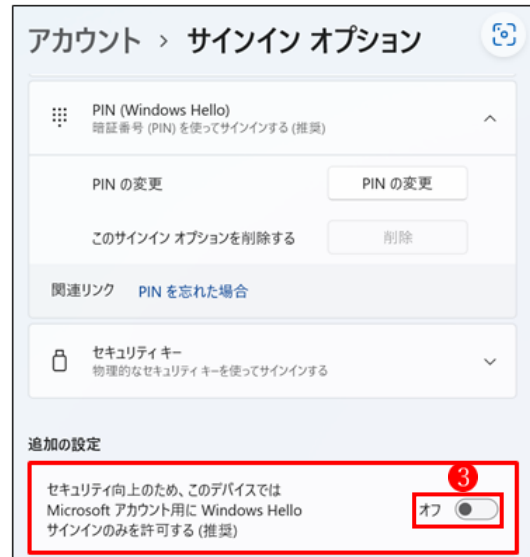 アカウント › サインイン オプション
PIN (Windows Hello)
暗証番号 (PIN) を使ってサインインする (推奨)
PIN の変更 PIN の変更
このサインイン オプションを削除する 削除
関連リンク PIN を忘れた場合
セキュリティ キー
物理的なセキュリティ キーを使ってサインインする
追加の設定
3
セキュリティ向上のため、このデバイスでは
Microsoft アカウント用に Windows Hello オフ
サインインのみを許可する (推奨)